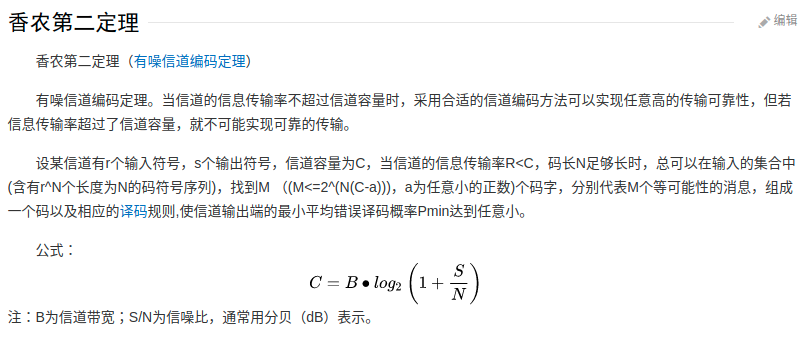 香农第二定理
编辑
香农第二定理（有噪信道编码定理）
有噪信道编码定理。当信道的信息传输率不超过信道容量时，采用合适的信道编码方法可以实现任意高的传输可靠性，但若
信息传输率超过了信道容量，就不可能实现可靠的传输。
设某信道有r个输入符号，s个输出符号，信道容量为C，当信道的信息传输率R<C，码长N足够长时，总可以在输入的集合中
(含有r^N个长度为N的码符号序列)，找到M （(M<=2^(N(C-a)))，a为任意小的正数)个码字，分别代表M个等可能性的消息，组成
一个码以及相应的译码规则,使信道输出端的最小平均错误译码概率Pmin达到任意小。
公式：
C = B • log₂ (1 + S/N)
注：B为信道带宽；S/N为信噪比，通常用分贝（dB）表示。